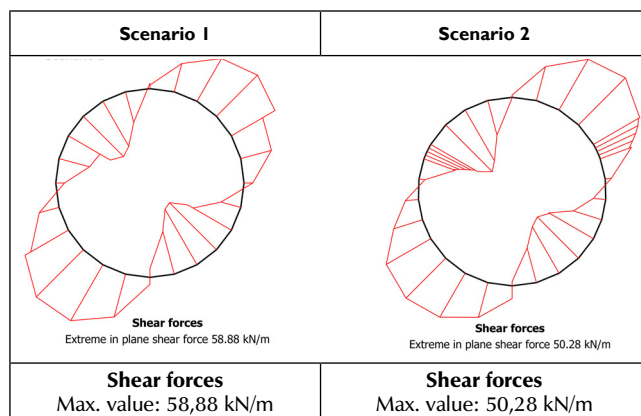 Scenario 1
Scenario 2
Shear forces
Extreme in plane shear force 58.88 kN/m
Shear forces
Extreme in plane shear force 50.28 kN/m
Shear forces
Max. value: 58,88 kN/m
Shear forces
Max. value: 50,28 kN/m